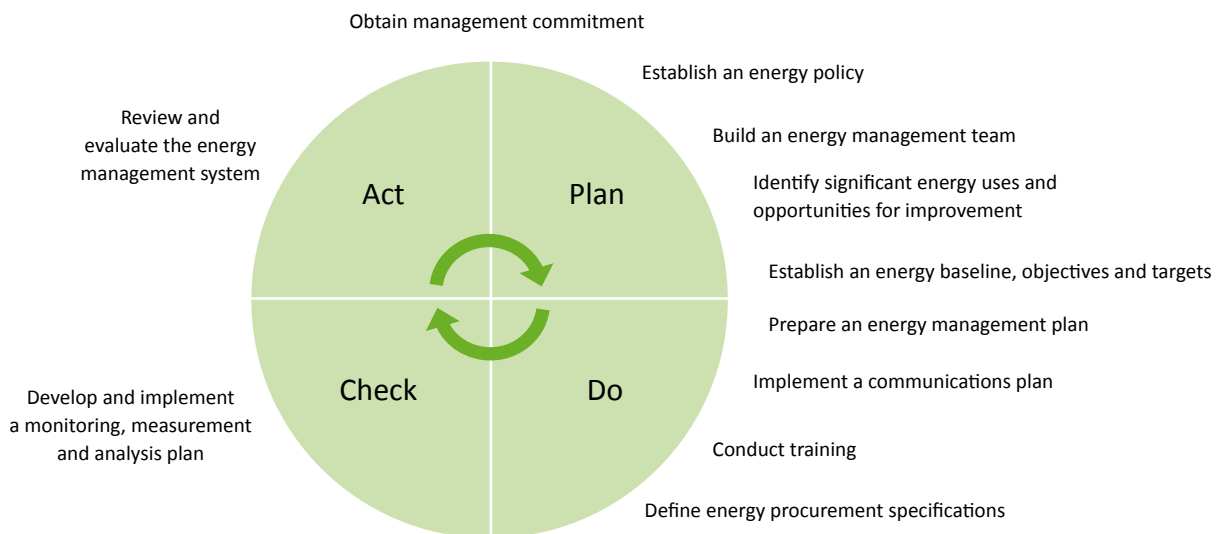 Obtain management commitment
Establish an energy policy
Build an energy management team
Identify significant energy uses and
opportunities for improvement
Establish an energy baseline, objectives and targets
Prepare an energy management plan
Implement a communications plan
Conduct training
Define energy procurement specifications
Develop and implement
a monitoring, measurement
and analysis plan
Review and
evaluate the energy
management system
Act
Plan
Check
Do